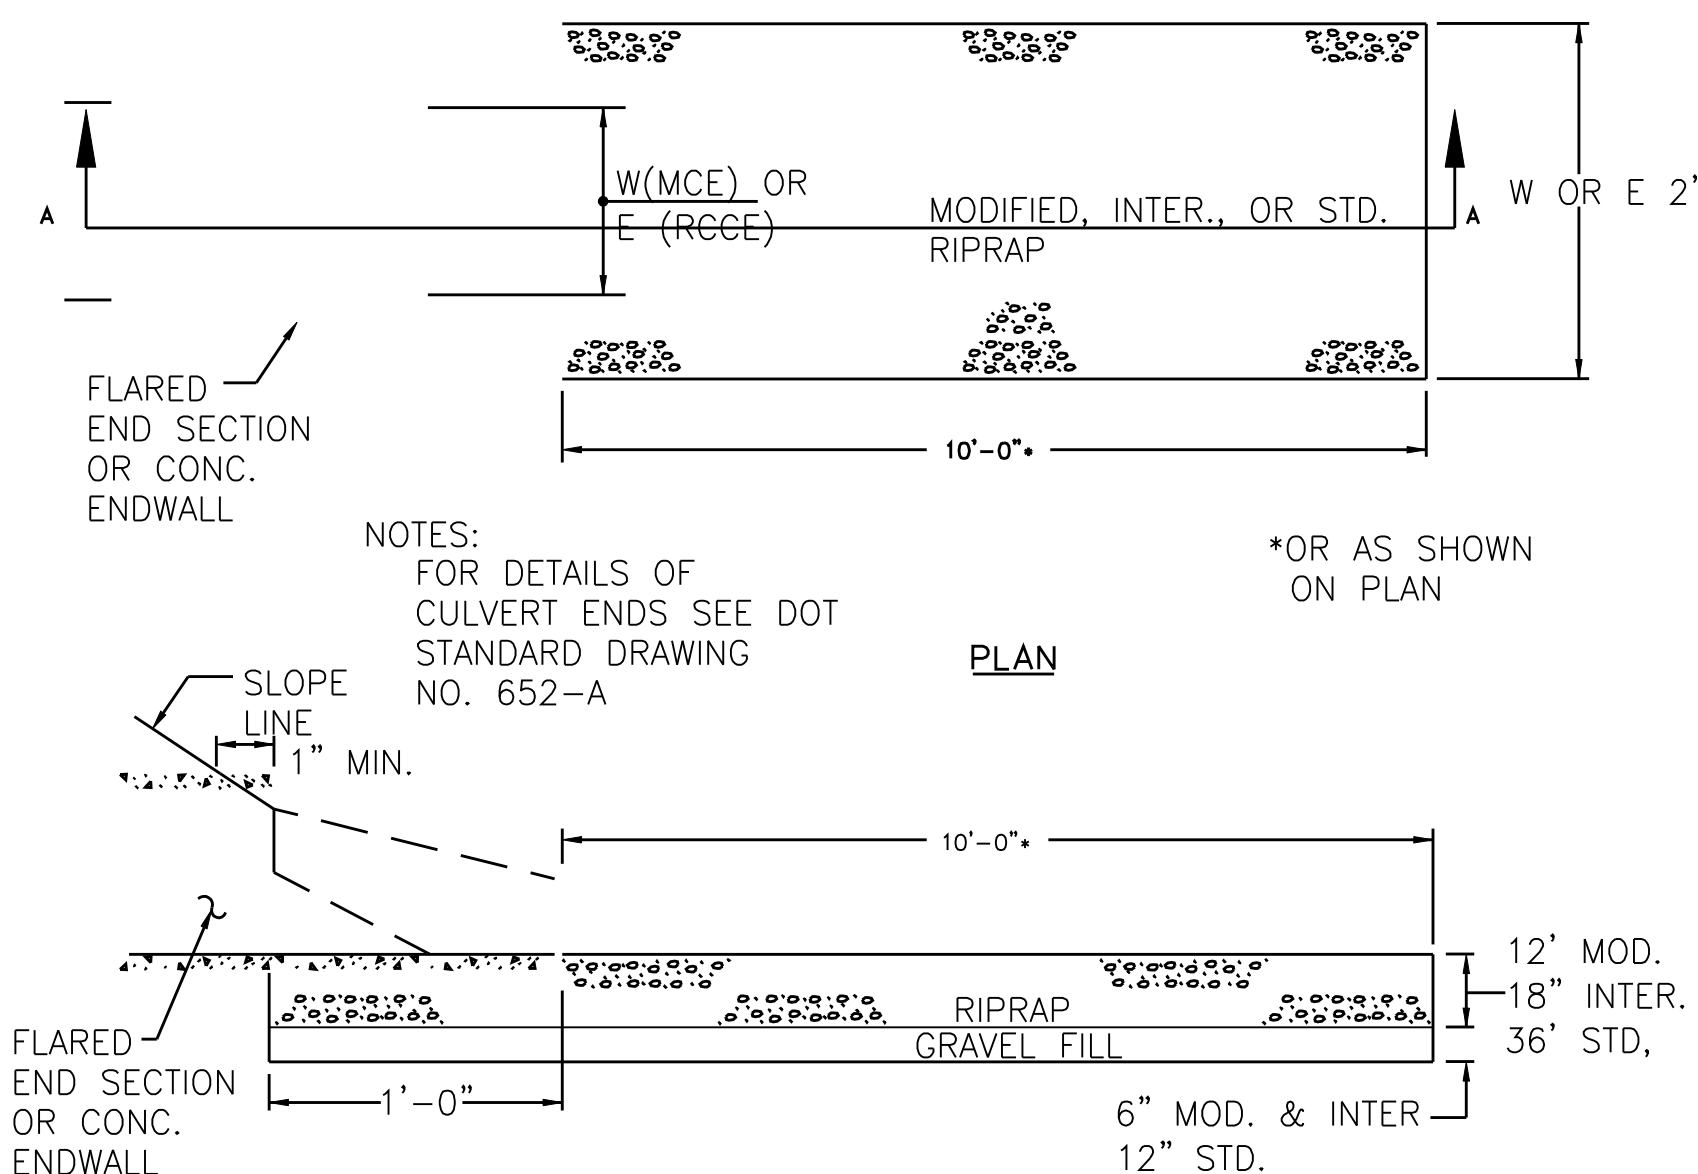 W(MCE) OR
E (RCCE)
MODIFIED, INTER., OR STD.
RIPRAP
W OR E 2'
A
A
FLARED
END SECTION
OR CONC.
ENDWALL
10'-0"*
NOTES:
FOR DETAILS OF
CULVERT ENDS SEE DOT
STANDARD DRAWING
NO. 652-A
*OR AS SHOWN
ON PLAN
PLAN
SLOPE
LINE
1" MIN.
10'-0"*
12' MOD.
18" INTER.
36' STD,
RIPRAP
GRAVEL FILL
FLARED
END SECTION
OR CONC.
ENDWALL
1'-0"
6" MOD. & INTER
12" STD.